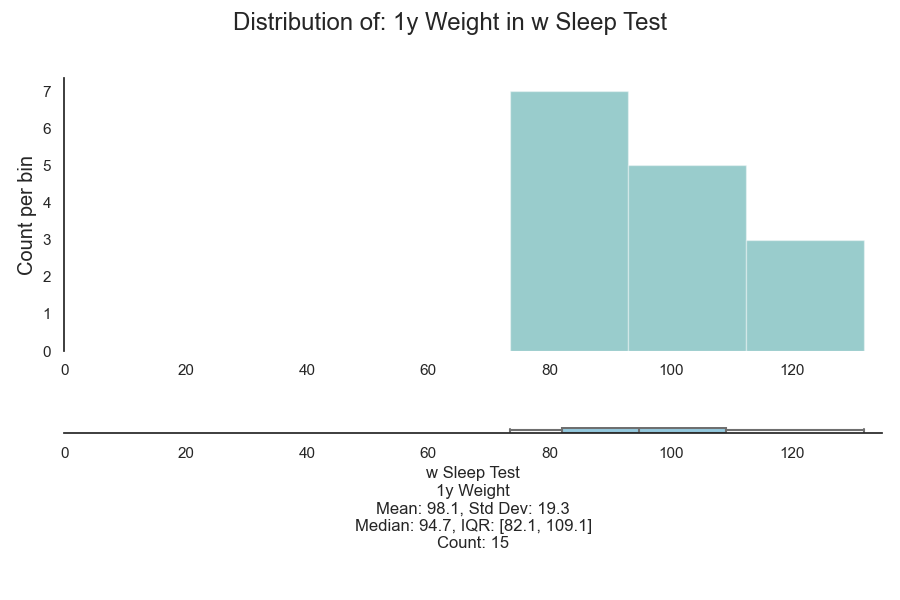 Distribution of: 1y Weight in w Sleep Test
Count per bin
7
6
5
4
3
2
1
0
0 20 40 60 80 100 120
0 20 40 60 80 100 120
w Sleep Test
1y Weight
Mean: 98.1, Std Dev: 19.3
Median: 94.7, IQR: [82.1, 109.1]
Count: 15